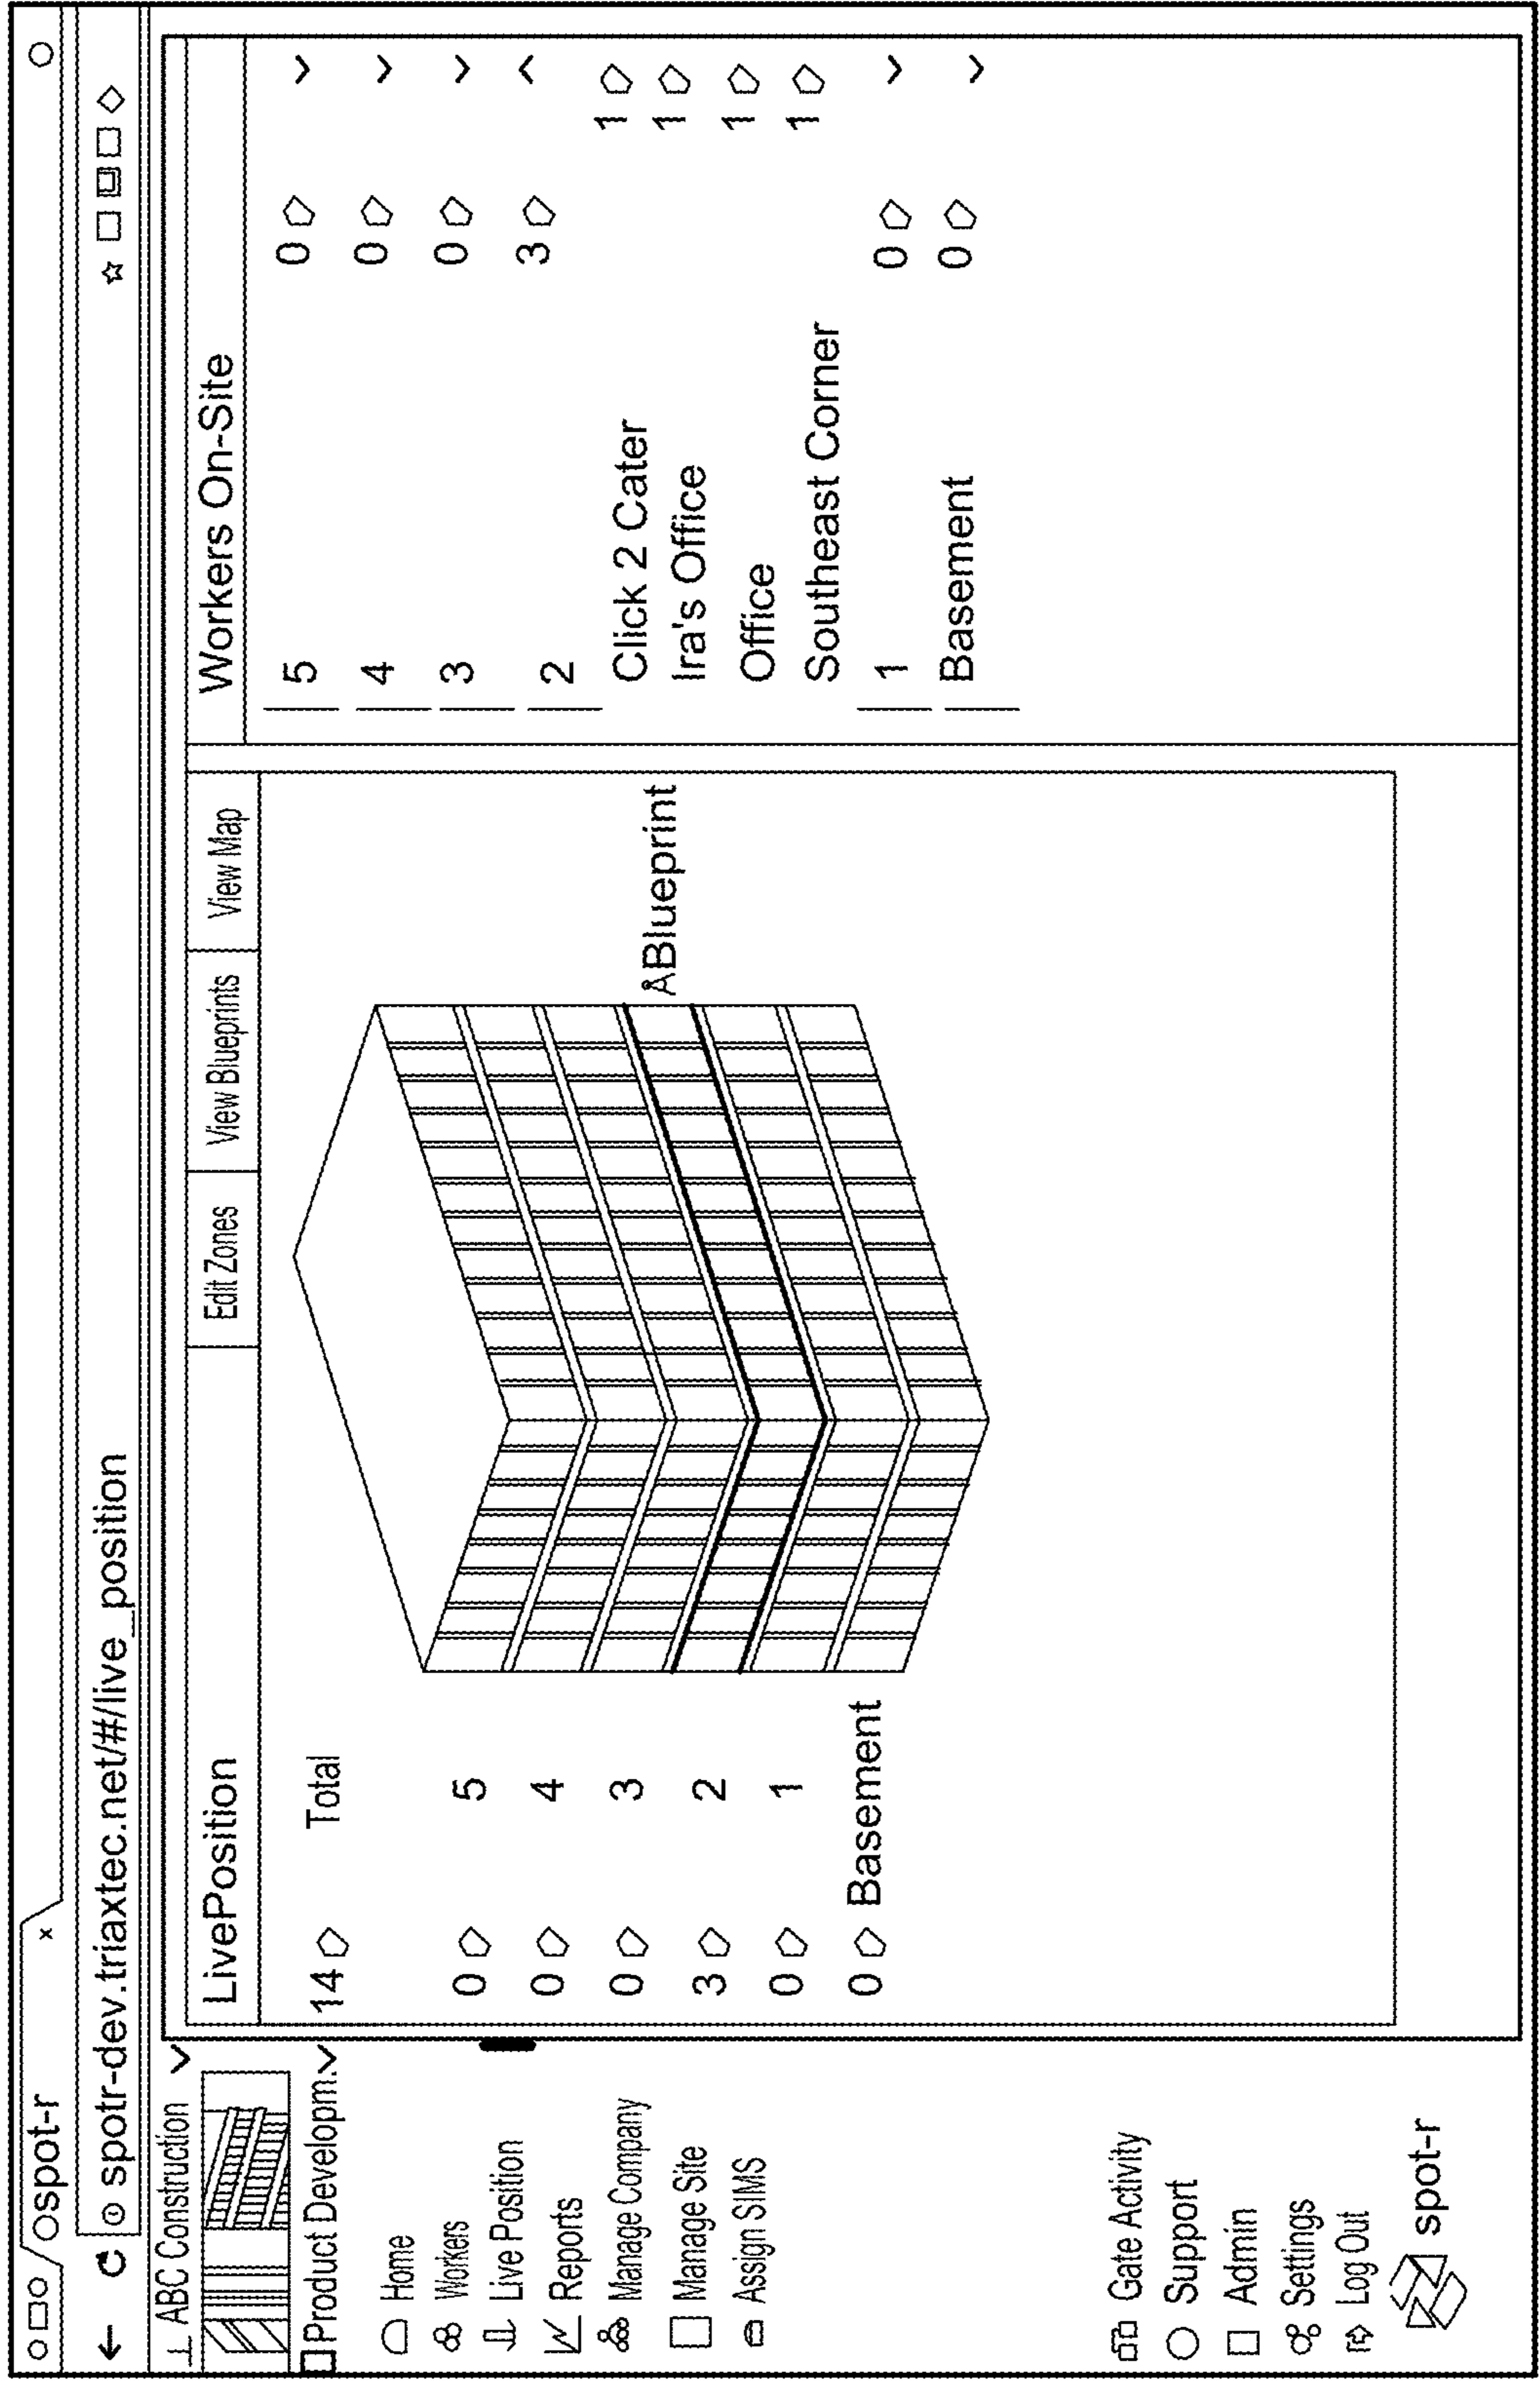 spot-r
spotr-dev.triaxtec.net/#/live_position
ABC Construction
Product Developm.
Home
Workers
Live Position
Reports
Manage Company
Manage Site
Assign SIMS
Gate Activity
Support
Admin
Settings
Log Out
spot-r
LivePosition
Edit Zones
View Blueprints
View Map
14 Total
0 5
0 4
0 3
3 2
0 1
0 Basement
ÅBlueprint
Workers On-Site
5 0
4 0
3 0
2 3
Click 2 Cater 1
Ira's Office 1
Office 1
Southeast Corner 1
1 0
Basement 0